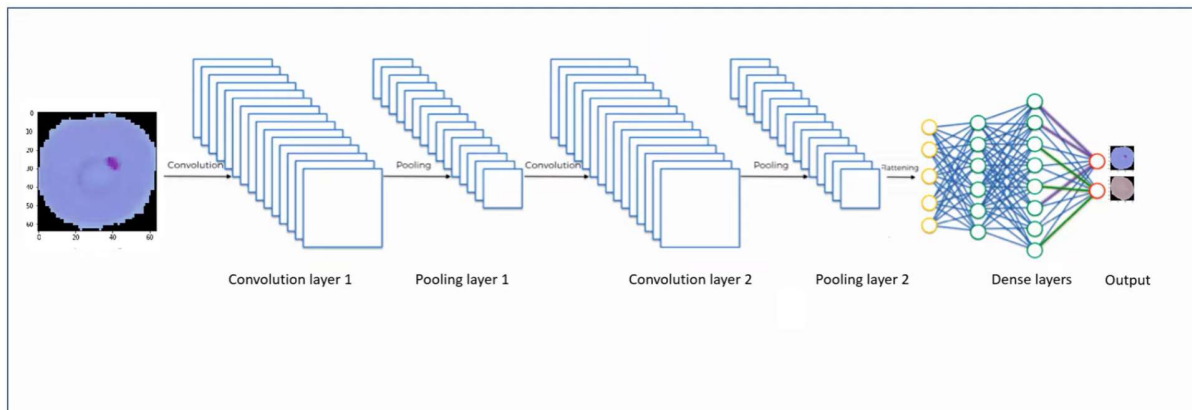 0
10
20
30
40
50
60
0 20 40 60
Convolution
Pooling
Convolution
Pooling
Flattening
Convolution layer 1
Pooling layer 1
Convolution layer 2
Pooling layer 2
Dense layers
Output